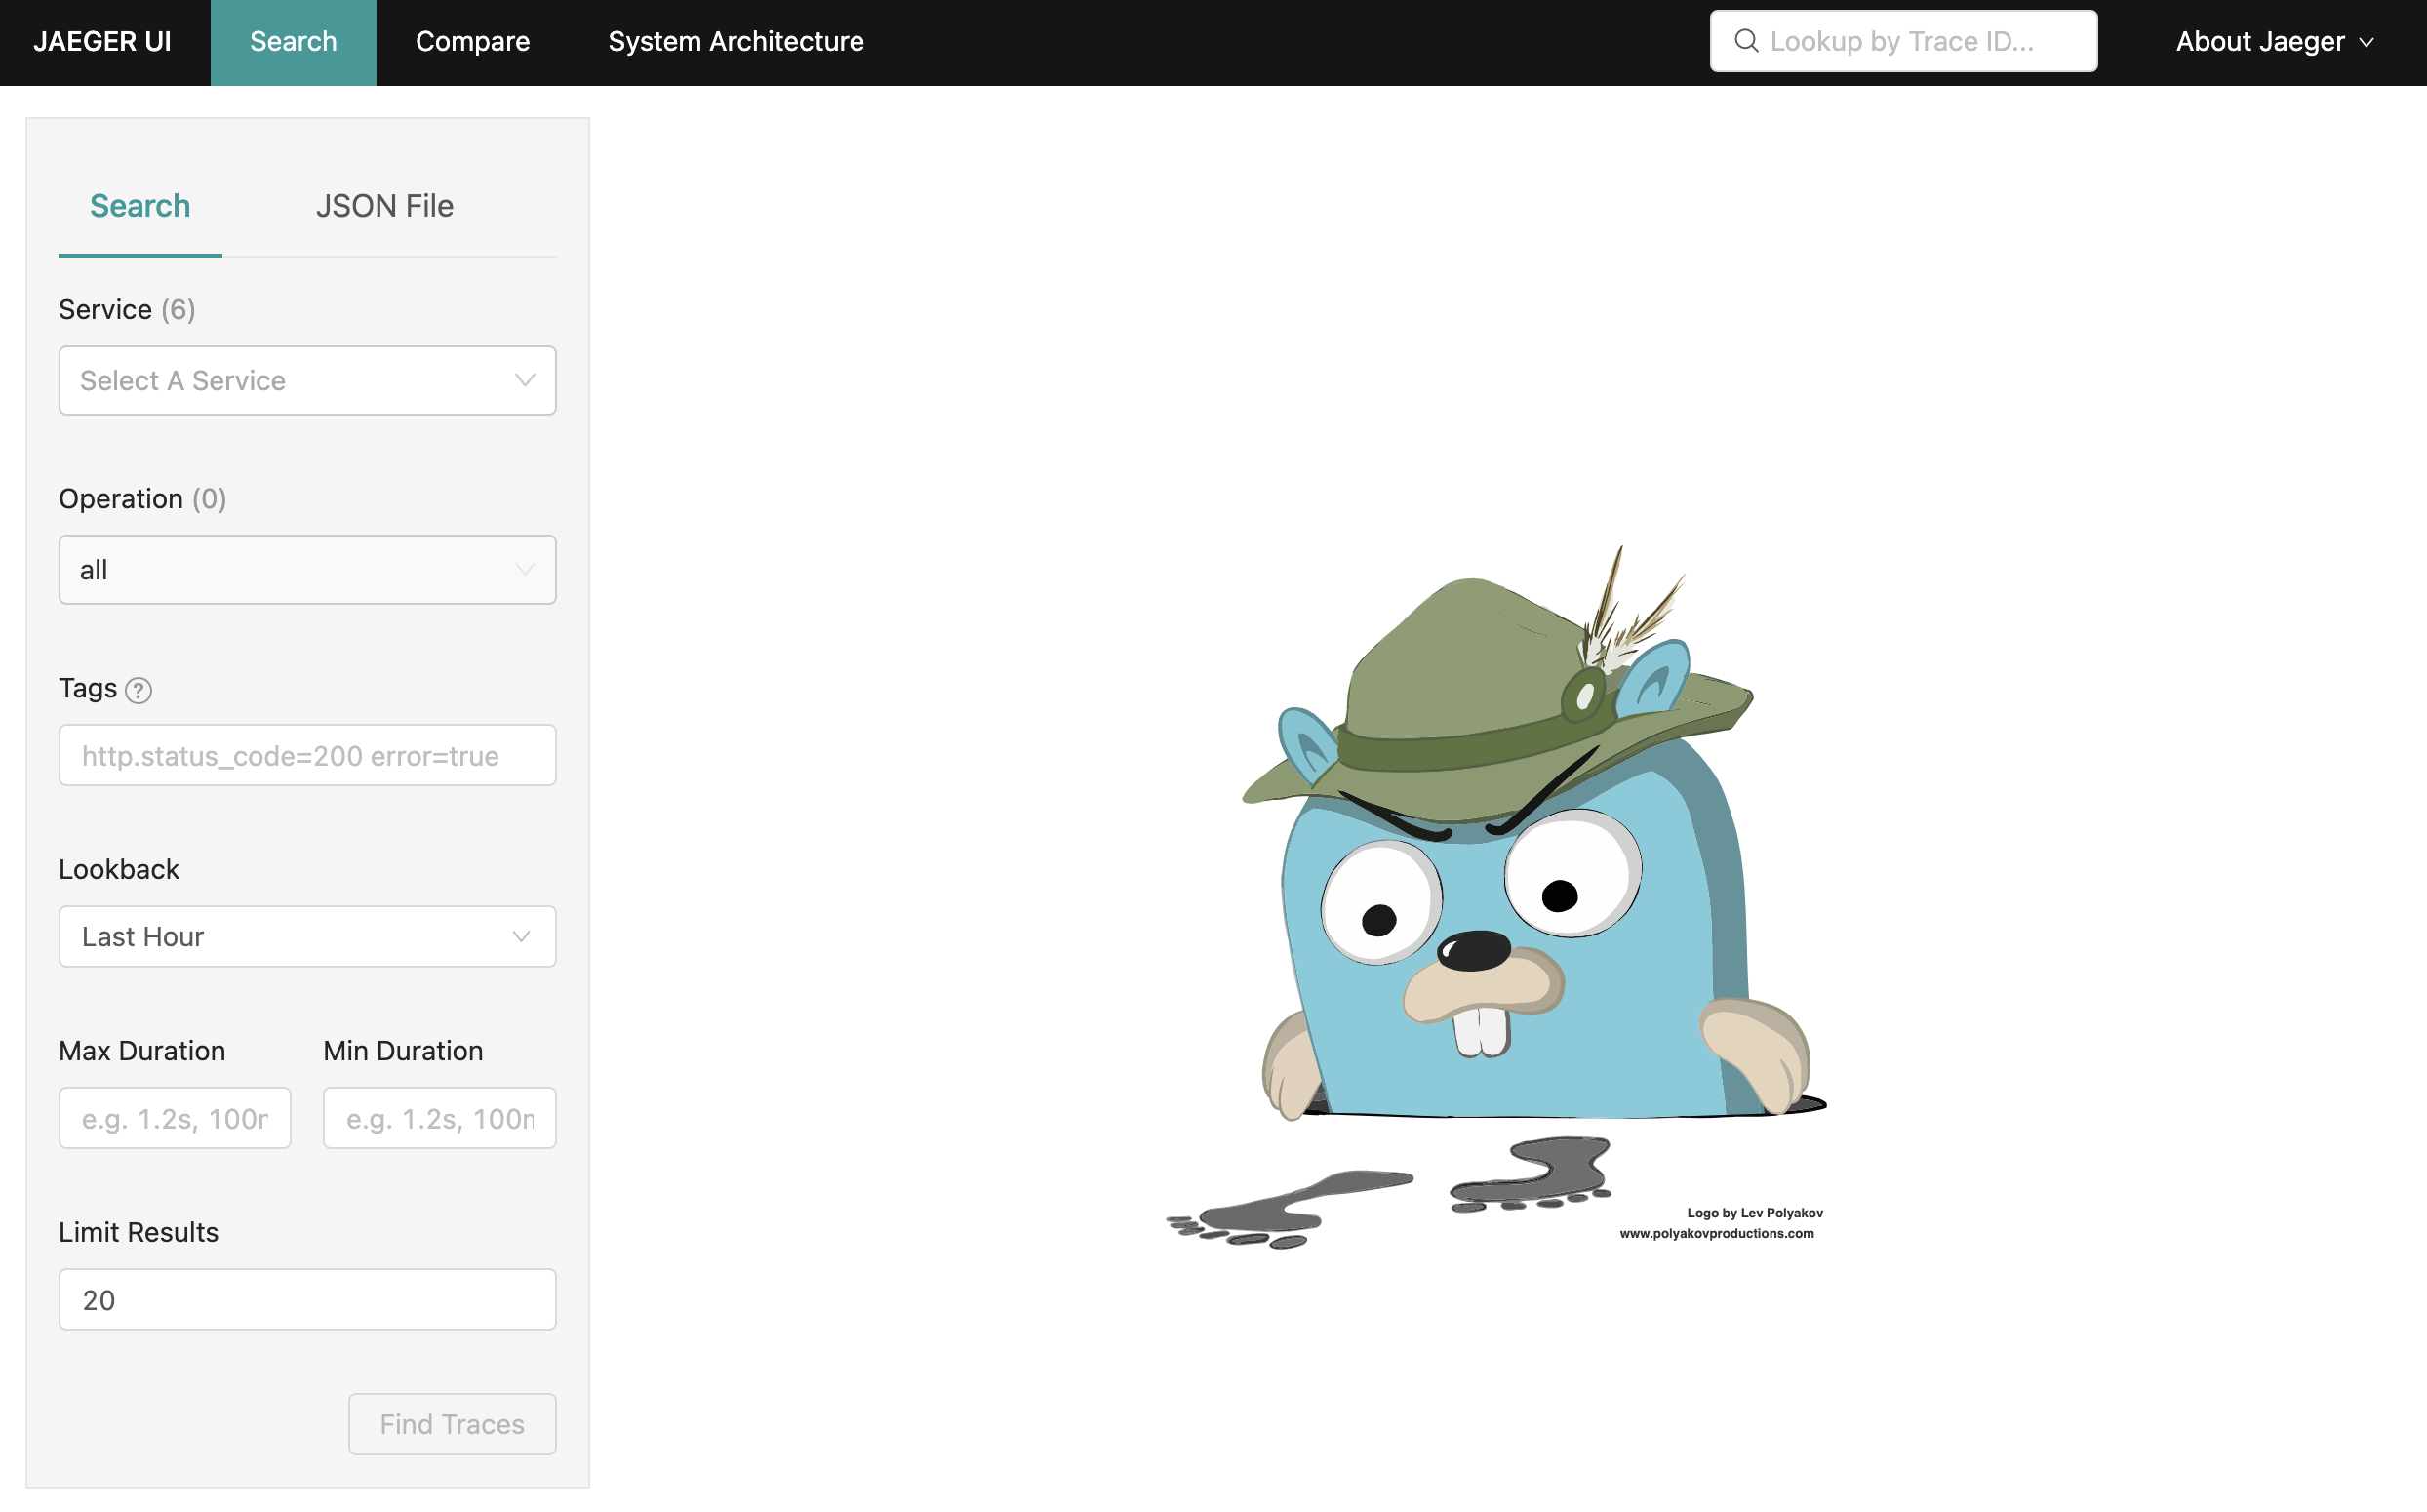 JAEGER UI Search Compare System Architecture Lookup by Trace ID... About Jaeger
Search JSON File
Service (6)
Select A Service
Operation (0)
all
Tags ?
http.status_code=200 error=true
Lookback
Last Hour
Max Duration Min Duration
e.g. 1.2s, 100m e.g. 1.2s, 100m
Limit Results
20
Find Traces
Logo by Lev Polyakov
www.polyakovproductions.com